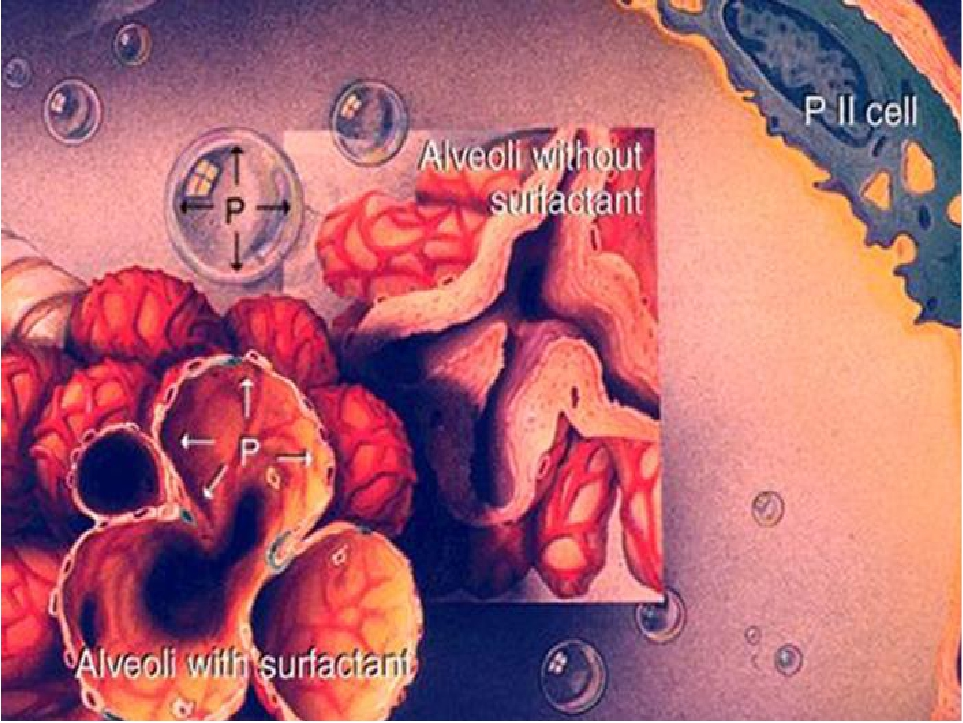 P II cell
Alveoli without
surfactant
P
P
Alveoli with surfactant